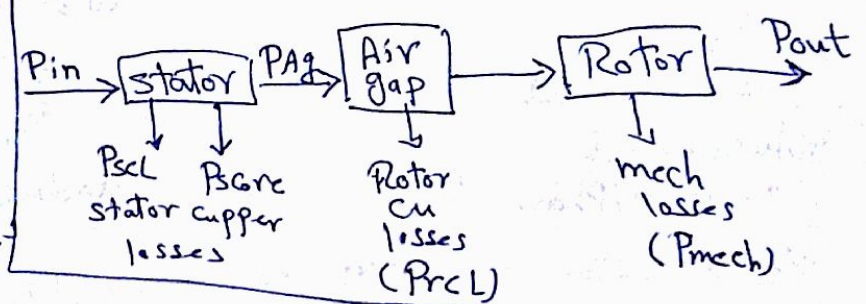 Pin stator PAg Air gap Rotor Pout
PscL Pscore
stator cupper
losses
Rotor
cu
losses
(PrcL)
mech
losses
(Pmech)